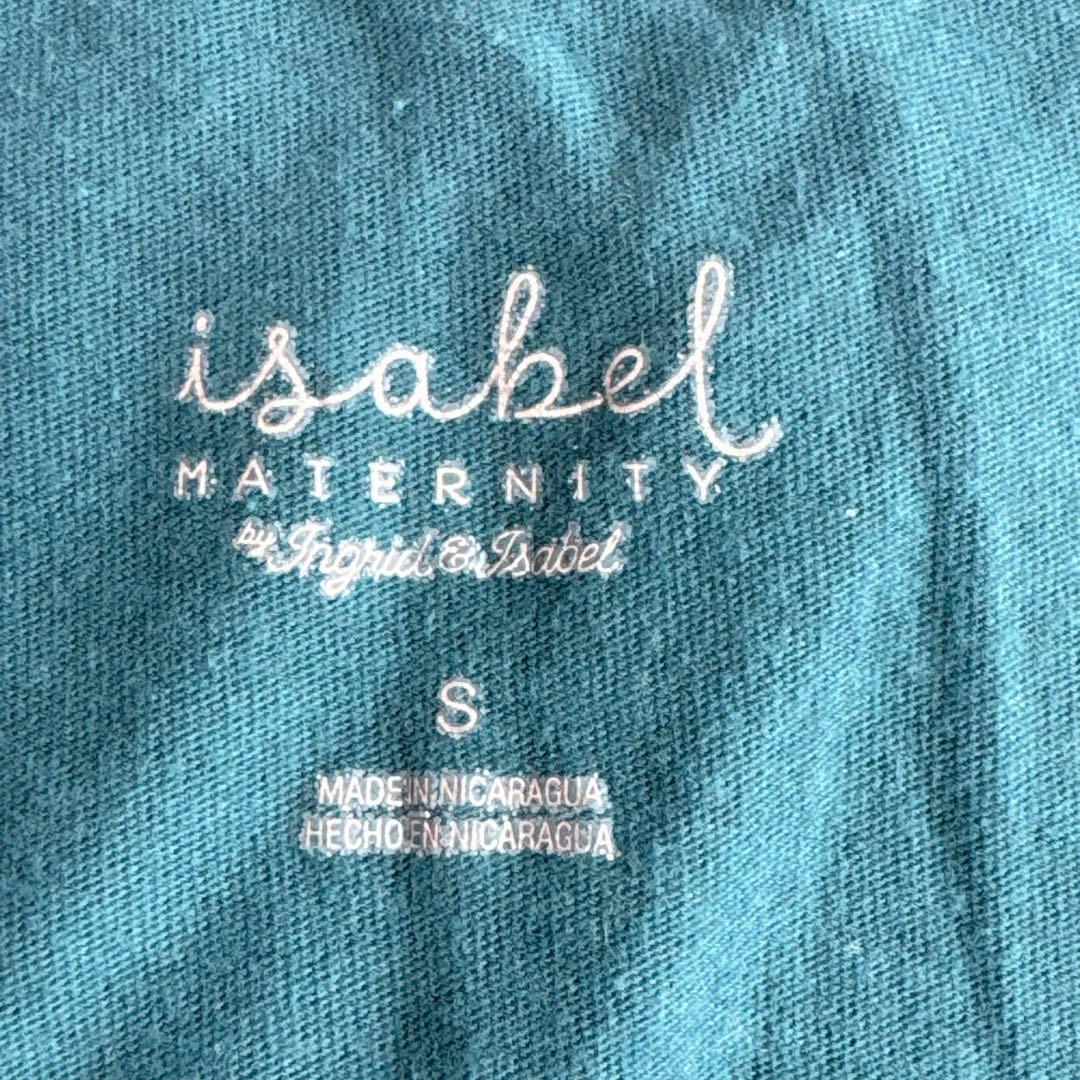 isabel
MATERNITY
by Ingrid & Isabel
S
MADE IN NICARAGUA
HECHO EN NICARAGUA